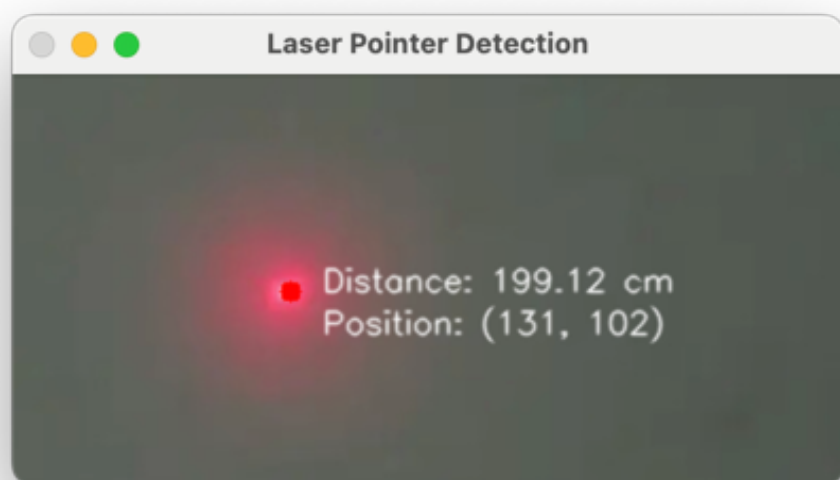 Laser Pointer Detection
Distance: 199.12 cm
Position: (131, 102)